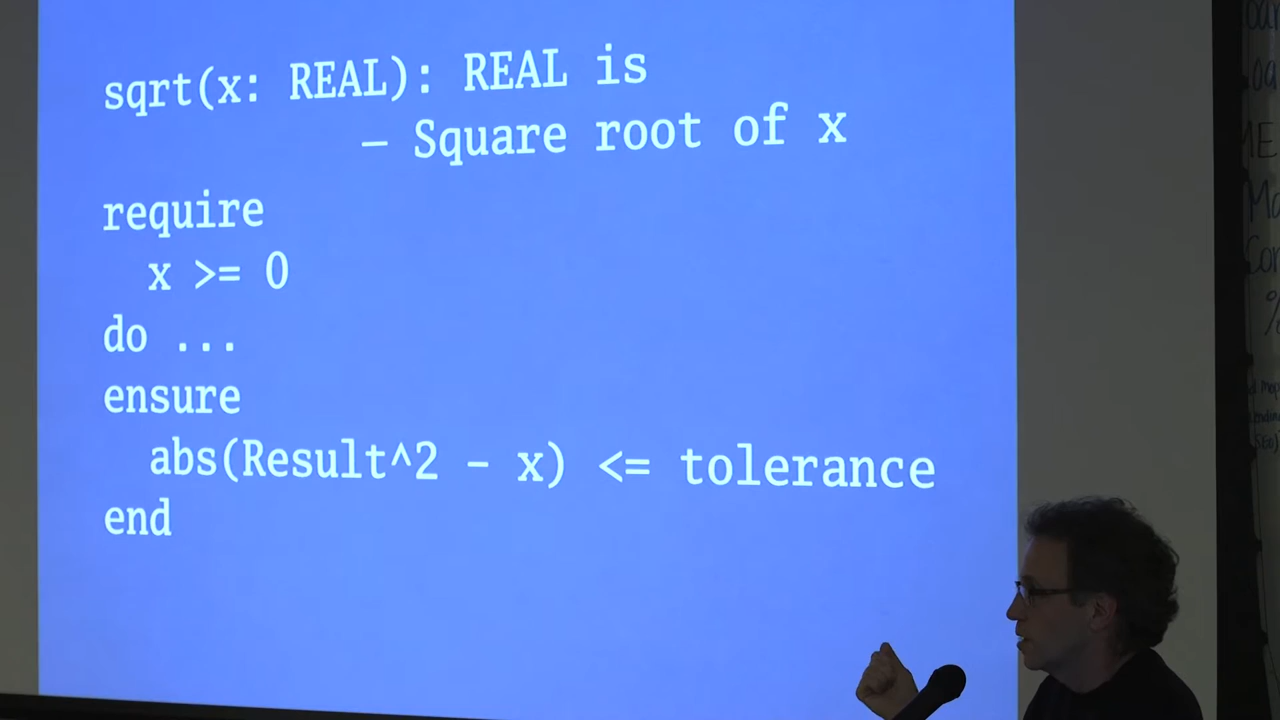 sqrt(x: REAL): REAL is
– Square root of x
require
x >= 0
do ...
ensure
abs(Result^2 - x) <= tolerance
end